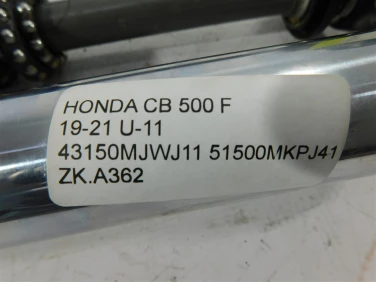 HONDA CB 500 F
19-21 U-11
43150MJWJ11 51500MKPJ41
ZK.A362